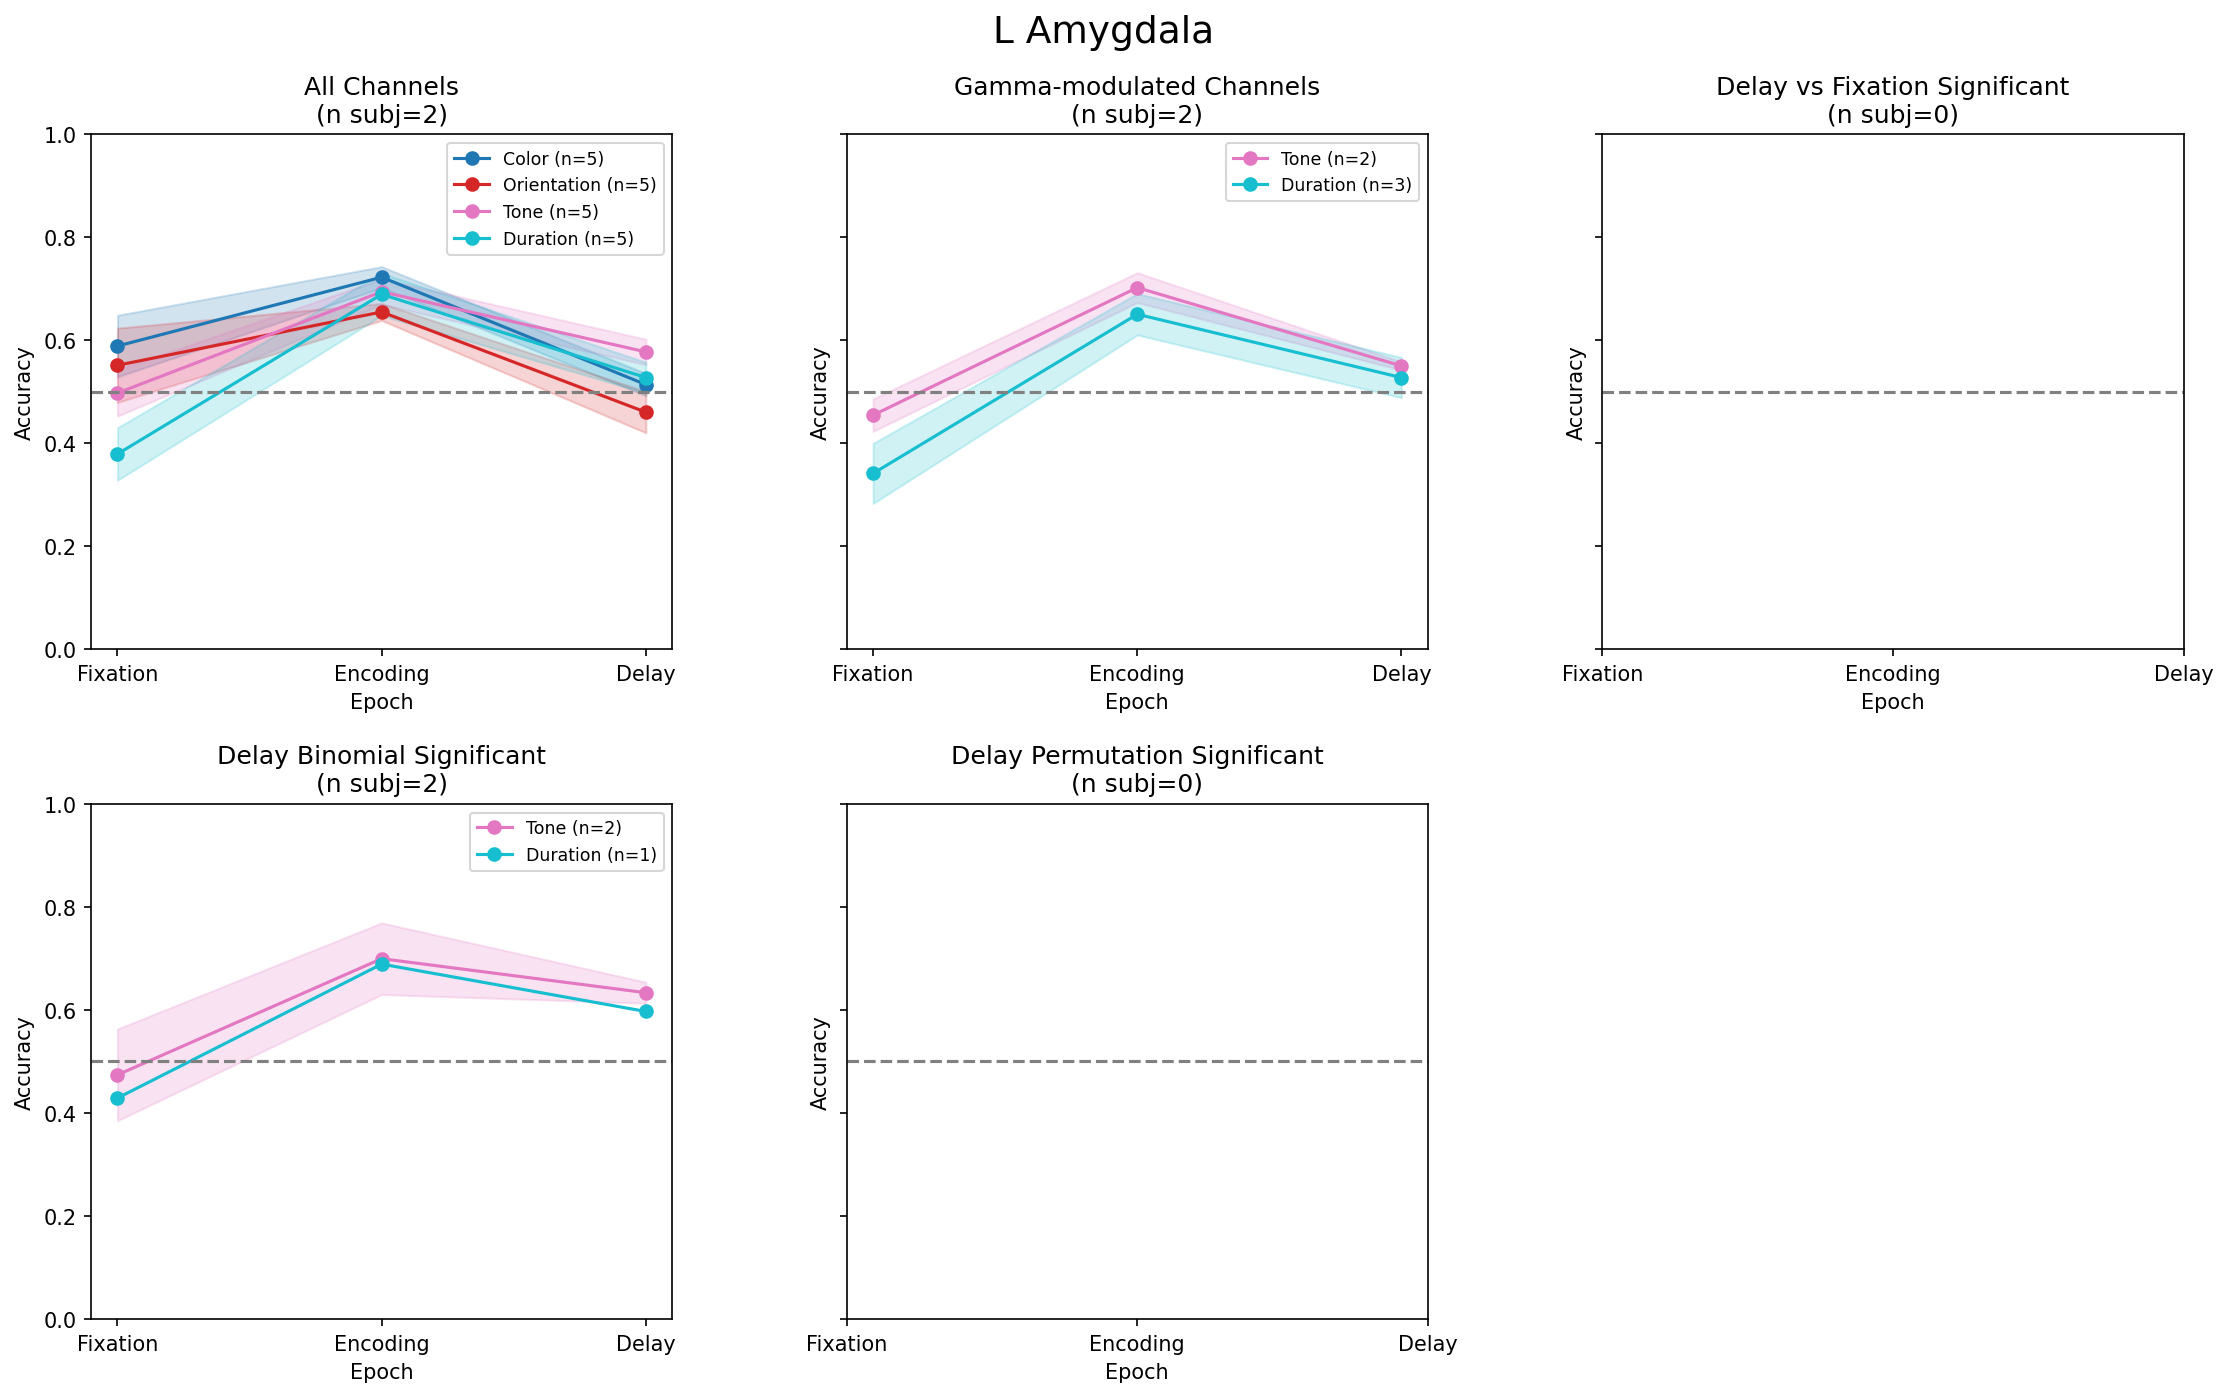 L Amygdala
All Channels
(n subj=2)
1.0
0.8
0.6
0.4
0.2
0.0
Accuracy
Color (n=5)
Orientation (n=5)
Tone (n=5)
Duration (n=5)
Fixation
Encoding
Delay
Epoch
Gamma-modulated Channels
(n subj=2)
Accuracy
Tone (n=2)
Duration (n=3)
Fixation
Encoding
Delay
Epoch
Delay vs Fixation Significant
(n subj=0)
Accuracy
Fixation
Encoding
Delay
Epoch
Delay Binomial Significant
(n subj=2)
1.0
0.8
0.6
0.4
0.2
0.0
Accuracy
Tone (n=2)
Duration (n=1)
Fixation
Encoding
Delay
Epoch
Delay Permutation Significant
(n subj=0)
Accuracy
Fixation
Encoding
Delay
Epoch